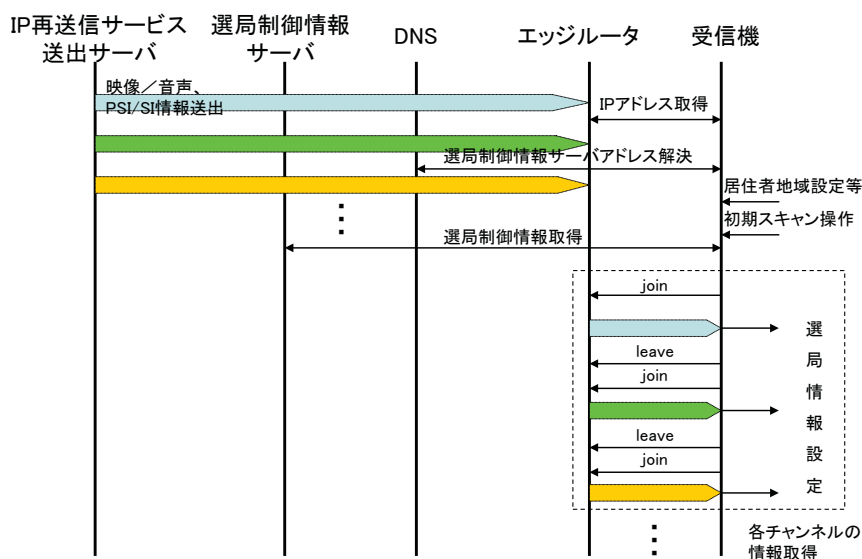 IP再送信サービス
送出サーバ
選局制御情報
サーバ
DNS
エッジルータ
受信機
映像／音声、
PSI/SI情報送出
IPアドレス取得
選局制御情報サーバアドレス解決
居住者地域設定等
初期スキャン操作
選局制御情報取得
join
leave
join
leave
join
選局情報設定
各チャンネルの
情報取得